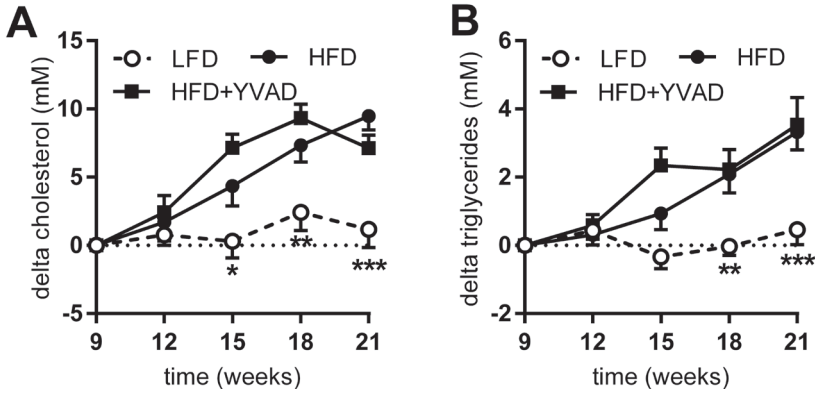 A
delta cholesterol (mM)
15
10
5
0
-5
LFD
HFD
HFD+YVAD
*
**
***
9 12 15 18 21
time (weeks)
B
delta triglycerides (mM)
6
4
2
0
-2
LFD
HFD
HFD+YVAD
**
***
9 12 15 18 21
time (weeks)